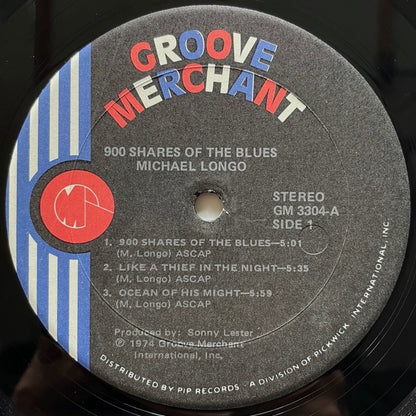 GROOVE
MERCHANT
900 SHARES OF THE BLUES
MICHAEL LONGO
STEREO
GM 3304-A
SIDE 1
1. 900 SHARES OF THE BLUES—5:01
(M. Longo) ASCAP
2. LIKE A THIEF IN THE NIGHT—5:35
(M. Longo) ASCAP
3. OCEAN OF HIS MIGHT—5:59
(M. Longo) ASCAP
Produced by: Sonny Lester
℗ 1974 Groove Merchant
International, Inc.
DISTRIBUTED BY PiP RECORDS - A DIVISION OF PICKWICK INTERNATIONAL, INC.